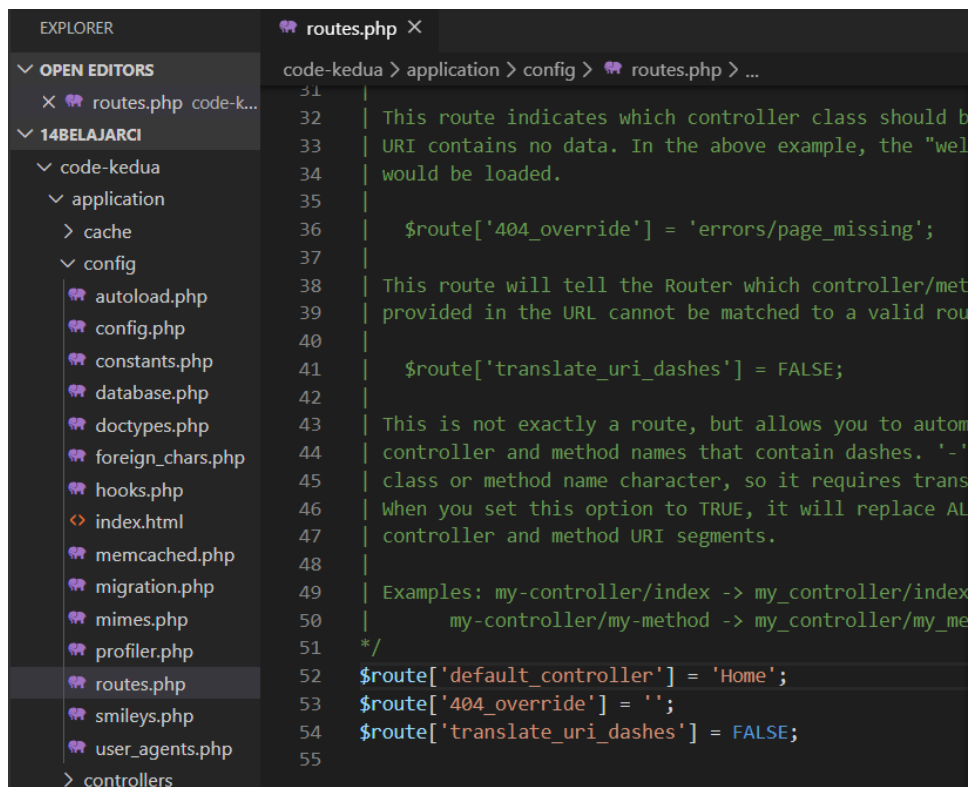 EXPLORER
OPEN EDITORS
routes.php code-k...
14BELAJARCI
code-kedua
application
cache
config
autoload.php
config.php
constants.php
database.php
doctypes.php
foreign_chars.php
hooks.php
index.html
memcached.php
migration.php
mimes.php
profiler.php
routes.php
smileys.php
user_agents.php
controllers
routes.php
code-kedua > application > config > routes.php > ...
31 |
32 | This route indicates which controller class should b
33 | URI contains no data. In the above example, the "wel
34 | would be loaded.
35 |
36 | $route['404_override'] = 'errors/page_missing';
37 |
38 | This route will tell the Router which controller/met
39 | provided in the URL cannot be matched to a valid rou
40 |
41 | $route['translate_uri_dashes'] = FALSE;
42 |
43 | This is not exactly a route, but allows you to autom
44 | controller and method names that contain dashes. '-'
45 | class or method name character, so it requires trans
46 | When you set this option to TRUE, it will replace AL
47 | controller and method URI segments.
48 |
49 | Examples: my-controller/index -> my_controller/index
50 | my-controller/my-method -> my_controller/my_me
51 */
52 $route['default_controller'] = 'Home';
53 $route['404_override'] = '';
54 $route['translate_uri_dashes'] = FALSE;
55